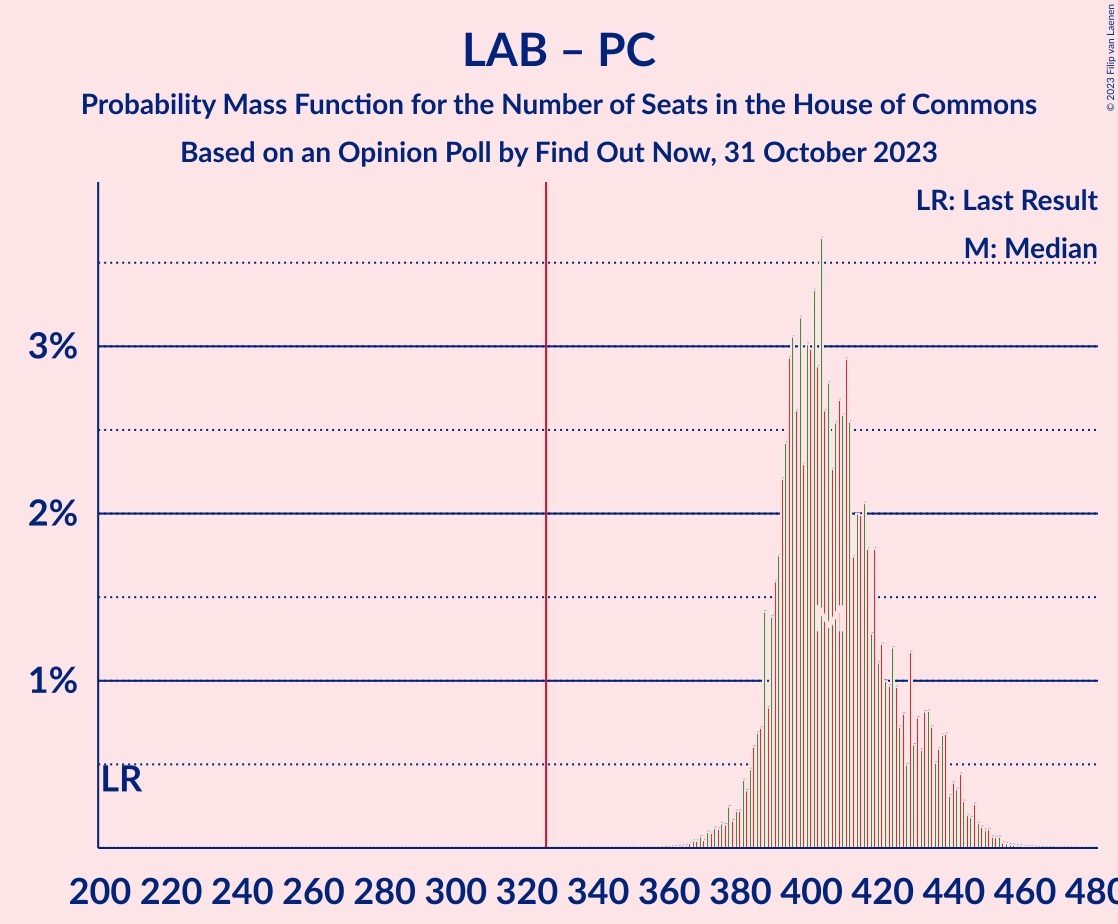 LAB – PC
Probability Mass Function for the Number of Seats in the House of Commons
Based on an Opinion Poll by Find Out Now, 31 October 2023
© 2023 Filip van Laenen
LR: Last Result
M: Median
3%
2%
1%
LR
M
200 220 240 260 280 300 320 340 360 380 400 420 440 460 480